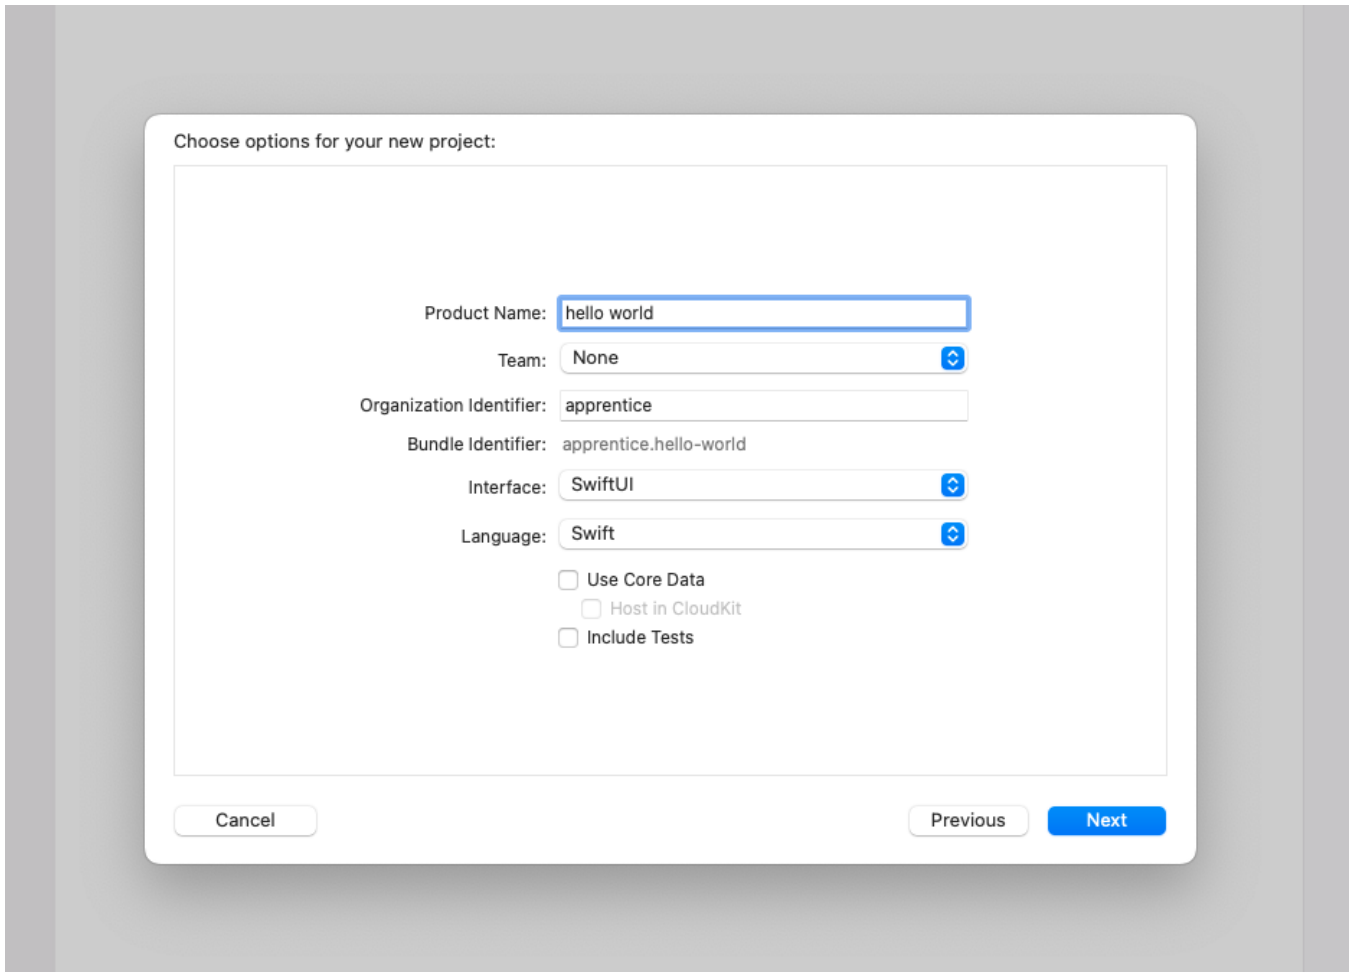 Choose options for your new project:
Product Name: hello world
Team: None
Organization Identifier: apprentice
Bundle Identifier: apprentice.hello-world
Interface: SwiftUI
Language: Swift
Use Core Data
Host in CloudKit
Include Tests
Cancel Previous Next